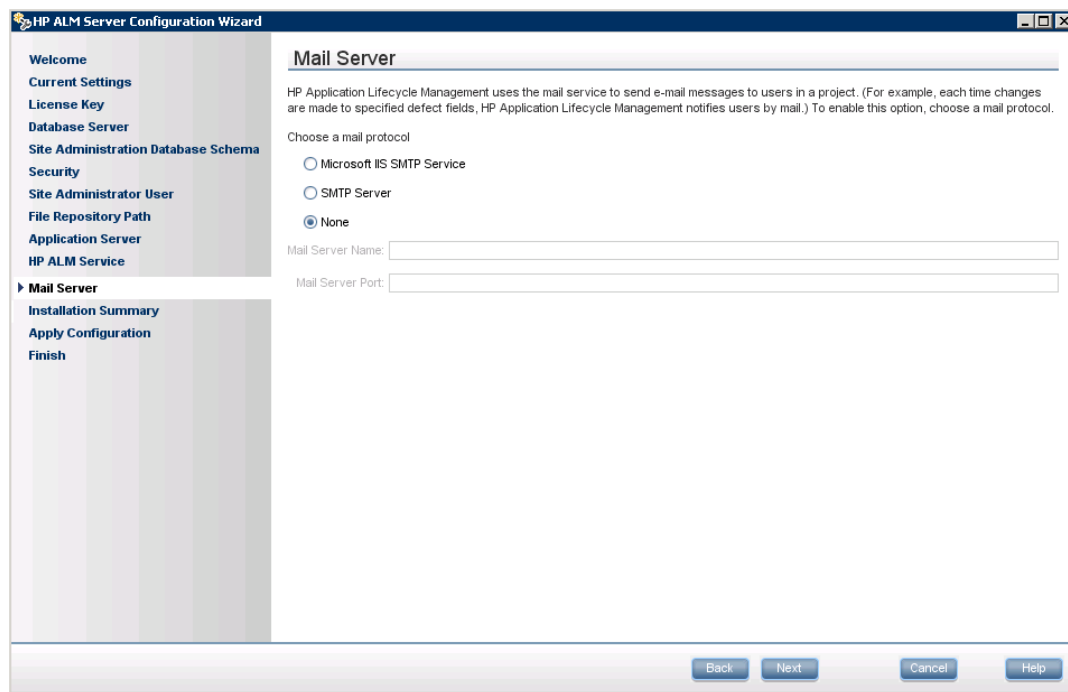 HP ALM Server Configuration Wizard
Welcome
Current Settings
License Key
Database Server
Site Administration Database Schema
Security
Site Administrator User
File Repository Path
Application Server
HP ALM Service
Mail Server
Installation Summary
Apply Configuration
Finish
Mail Server
HP Application Lifecycle Management uses the mail service to send e-mail messages to users in a project. (For example, each time changes
are made to specified defect fields, HP Application Lifecycle Management notifies users by mail.) To enable this option, choose a mail protocol.
Choose a mail protocol
Microsoft IIS SMTP Service
SMTP Server
None
Mail Server Name:
Mail Server Port:
Back Next Cancel Help